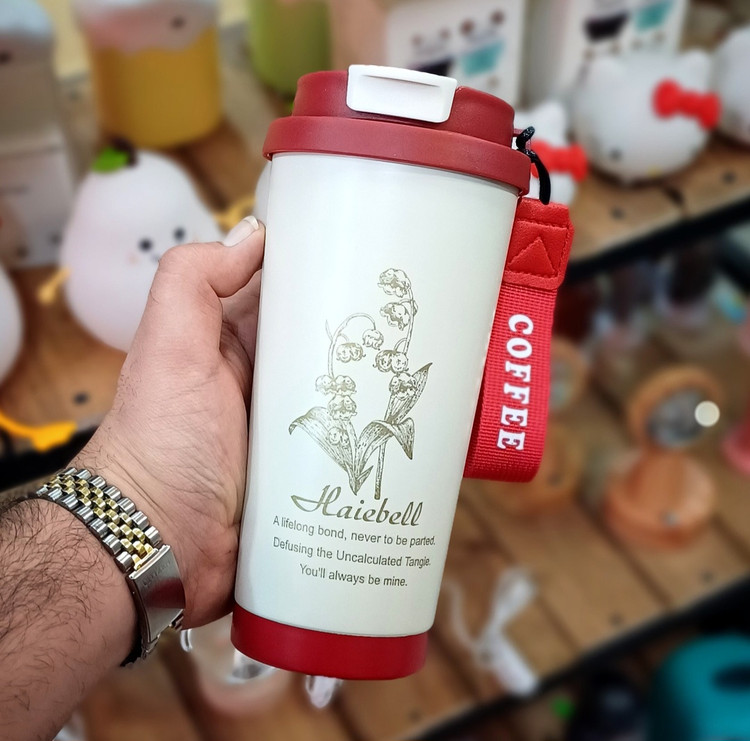 COFFEE
Haiebell
A lifelong bond, never to be parted.
Defusing the Uncalculated Tangie.
You'll always be mine.